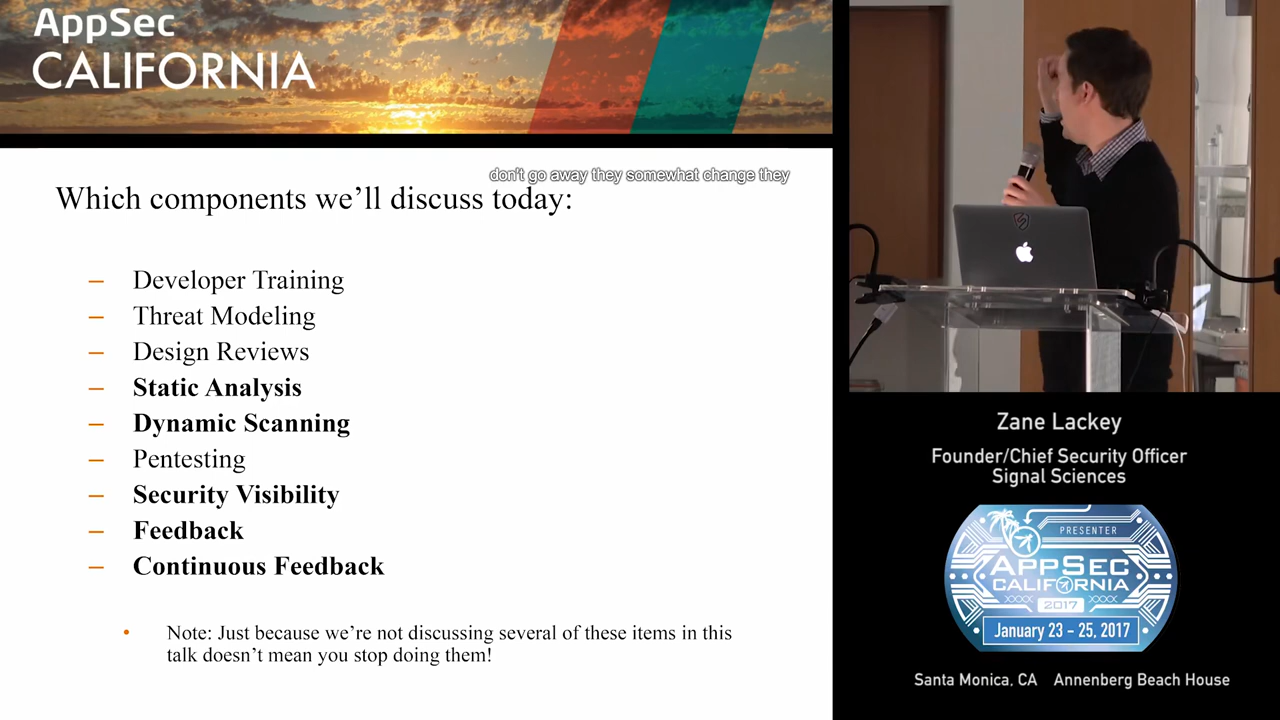 AppSec
CALIFORNIA
don't go away they somewhat change they
Which components we'll discuss today:
– Developer Training
– Threat Modeling
– Design Reviews
– Static Analysis
– Dynamic Scanning
– Pentesting
– Security Visibility
– Feedback
– Continuous Feedback
• Note: Just because we're not discussing several of these items in this
talk doesn't mean you stop doing them!
Zane Lackey
Founder/Chief Security Officer
Signal Sciences
PRESENTER
APPSEC
CALIFORNIA
2017
January 23 - 25, 2017
Santa Monica, CA Annenberg Beach House